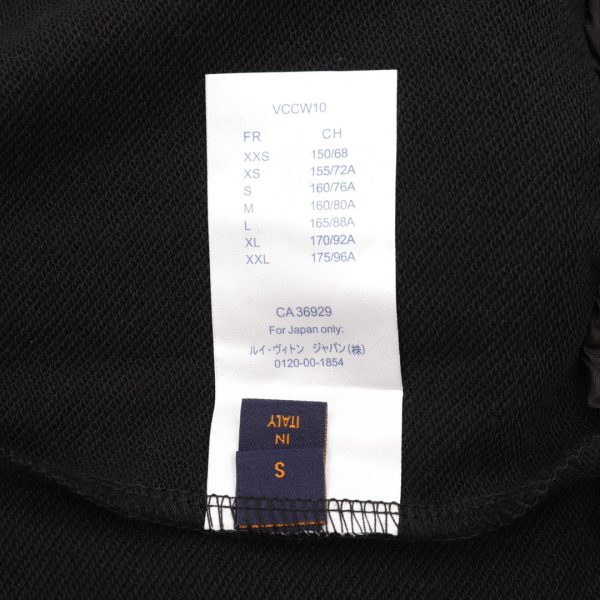 VCCW10
FR CH
XXS 150/68
XS 155/72A
S 160/76A
M 160/80A
L 165/88A
XL 170/92A
XXL 175/96A
CA 36929
For Japan only:
ルイ・ヴィトン ジャパン(株)
0120-00-1854
IN
ITALY
S